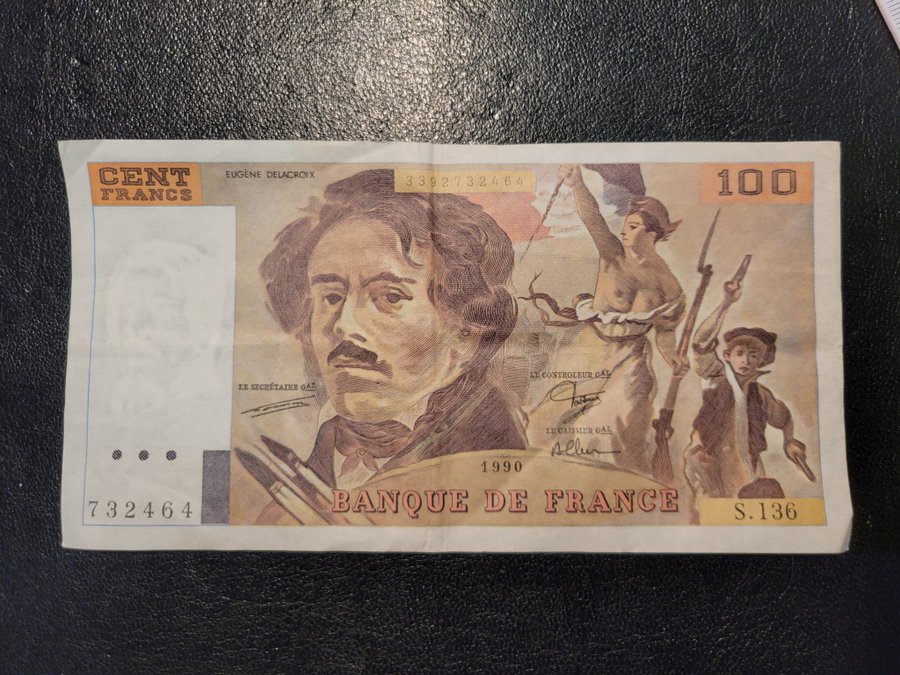 CENT
FRANCS
EUGÈNE DELACROIX
3392732464
100
LE SECRÉTAIRE GAL
LE CONTROLEUR GAL
LE CAISSIER GAL
1990
BANQUE DE FRANCE
732464
S.136